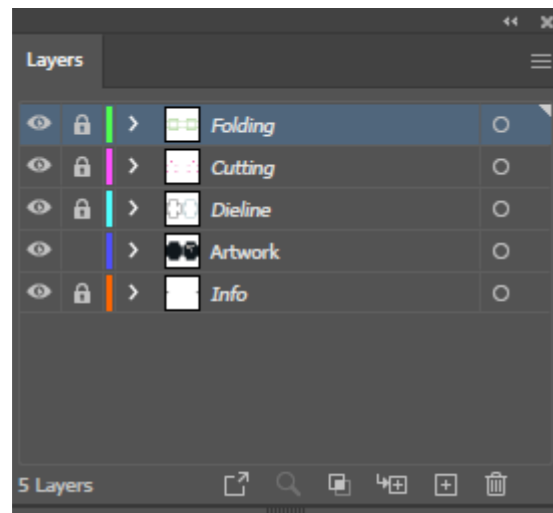 Layers
Folding
Cutting
Dieline
Artwork
Info
5 Layers